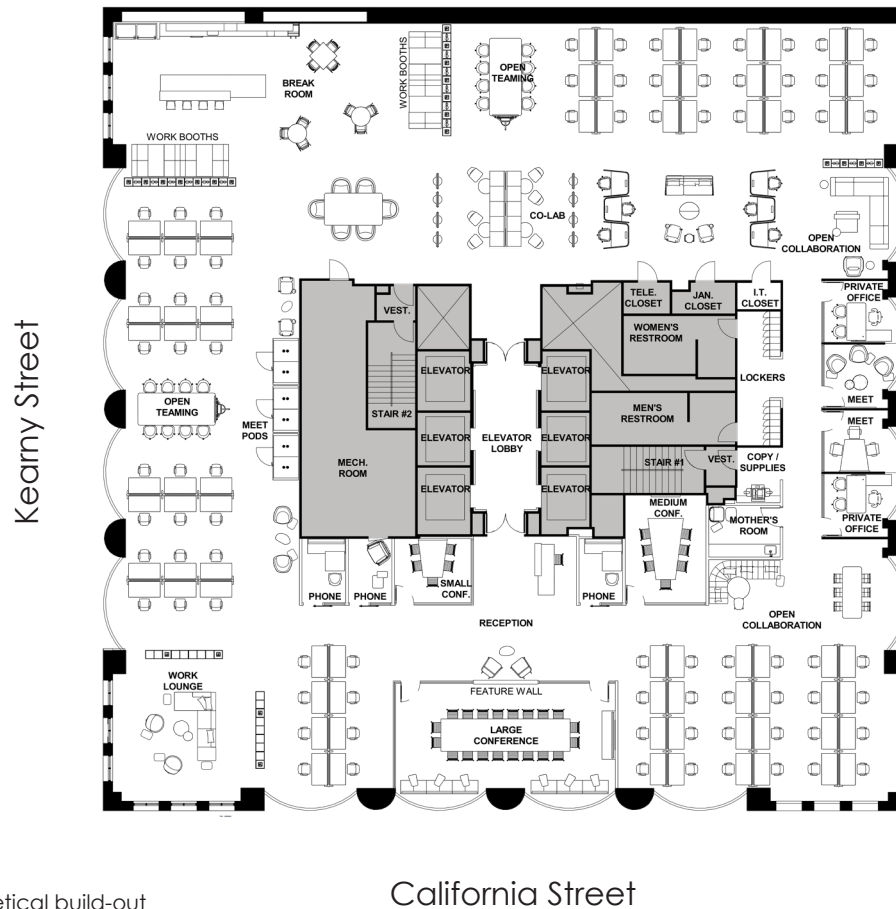 BREAK
ROOM
WORK BOOTHS
OPEN
TEAMING
WORK BOOTHS
CO-LAB
OPEN
COLLABORATION
VEST.
TELE.
CLOSET
JAN.
CLOSET
I.T.
CLOSET
PRIVATE
OFFICE
WOMEN'S
RESTROOM
ELEVATOR
ELEVATOR
LOCKERS
MEET
OPEN
TEAMING
STAIR #2
MEN'S
RESTROOM
MEET
MEET
PODS
ELEVATOR
ELEVATOR
LOBBY
ELEVATOR
MECH.
ROOM
STAIR #1
VEST.
COPY /
SUPPLIES
ELEVATOR
ELEVATOR
MEDIUM
CONF.
MOTHER'S
ROOM
PRIVATE
OFFICE
PHONE
PHONE
SMALL
CONF.
PHONE
RECEPTION
OPEN
COLLABORATION
WORK
LOUNGE
FEATURE WALL
LARGE
CONFERENCE
Kearny Street
California Street
etical build-out